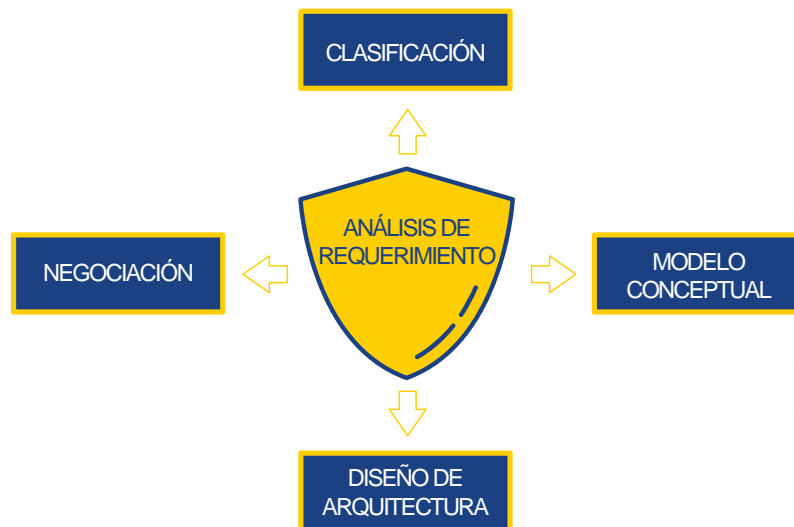 CLASIFICACIÓN
ANÁLISIS DE
REQUERIMIENTO
NEGOCIACIÓN
MODELO
CONCEPTUAL
DISEÑO DE
ARQUITECTURA